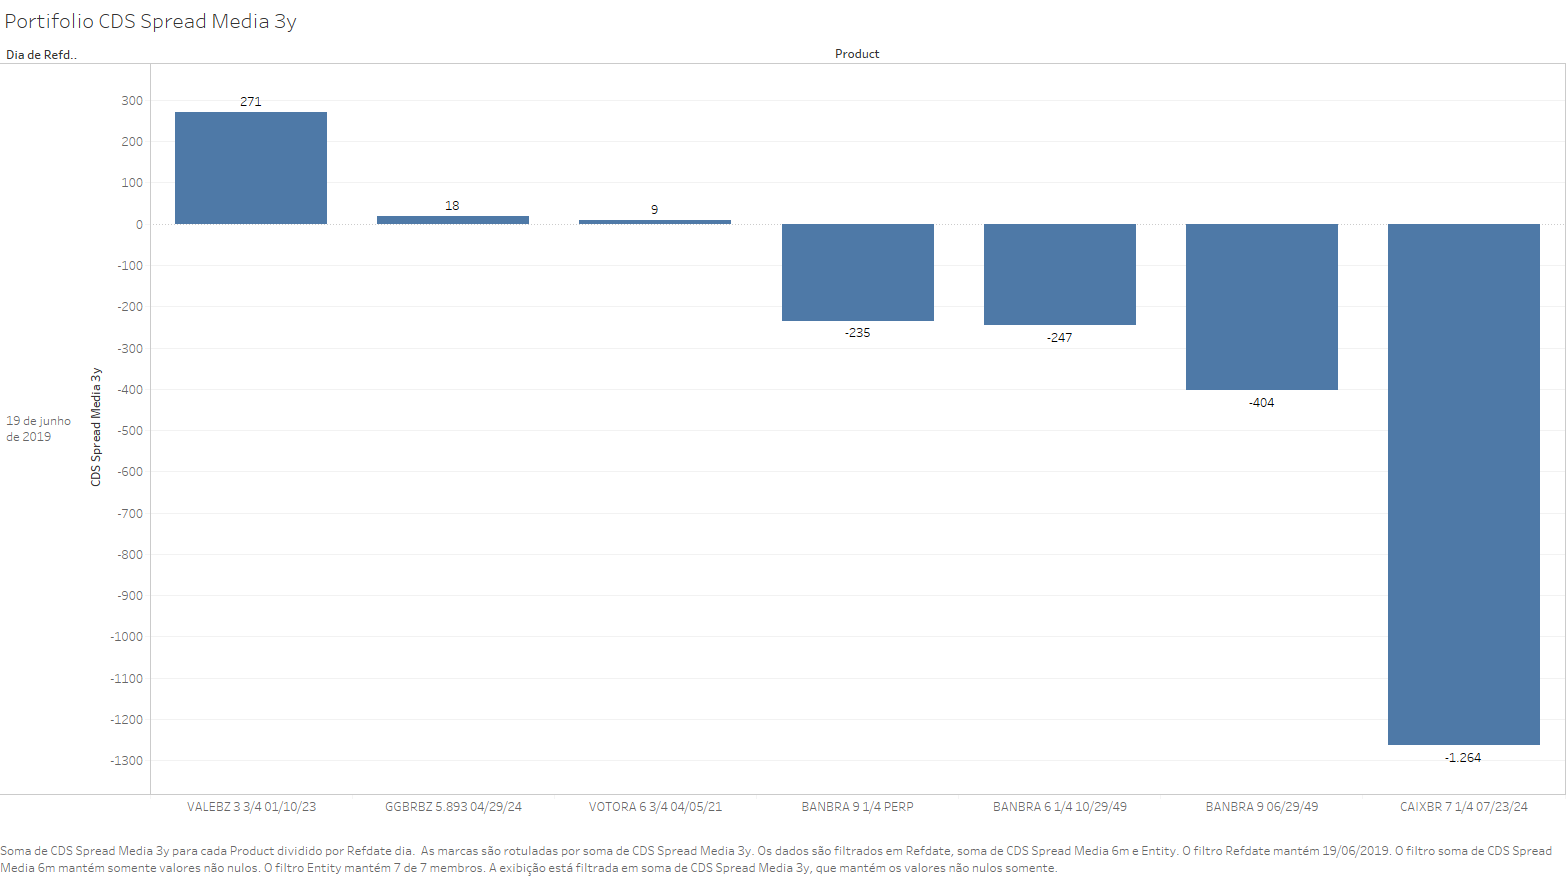 Portifolio CDS Spread Media 3y
Dia de Refd..
Product
300
200
100
0
-100
-200
-300
-400
-500
-600
-700
-800
-900
-1000
-1100
-1200
-1300
CDS Spread Media 3y
19 de junho
de 2019
271
18
9
-235
-247
-404
-1.264
VALEBZ 3 3/4 01/10/23
GGBRBZ 5.893 04/29/24
VOTORA 6 3/4 04/05/21
BANBRA 9 1/4 PERP
BANBRA 6 1/4 10/29/49
BANBRA 9 06/29/49
CAIXBR 7 1/4 07/23/24
Soma de CDS Spread Media 3y para cada Product dividido por Refdate dia.  As marcas são rotuladas por soma de CDS Spread Media 3y. Os dados são filtrados em Refdate, soma de CDS Spread Media 6m e Entity. O filtro Refdate mantém 19/06/2019. O filtro soma de CDS Spread
Media 6m mantém somente valores não nulos. O filtro Entity mantém 7 de 7 membros. A exibição está filtrada em soma de CDS Spread Media 3y, que mantém os valores não nulos somente.